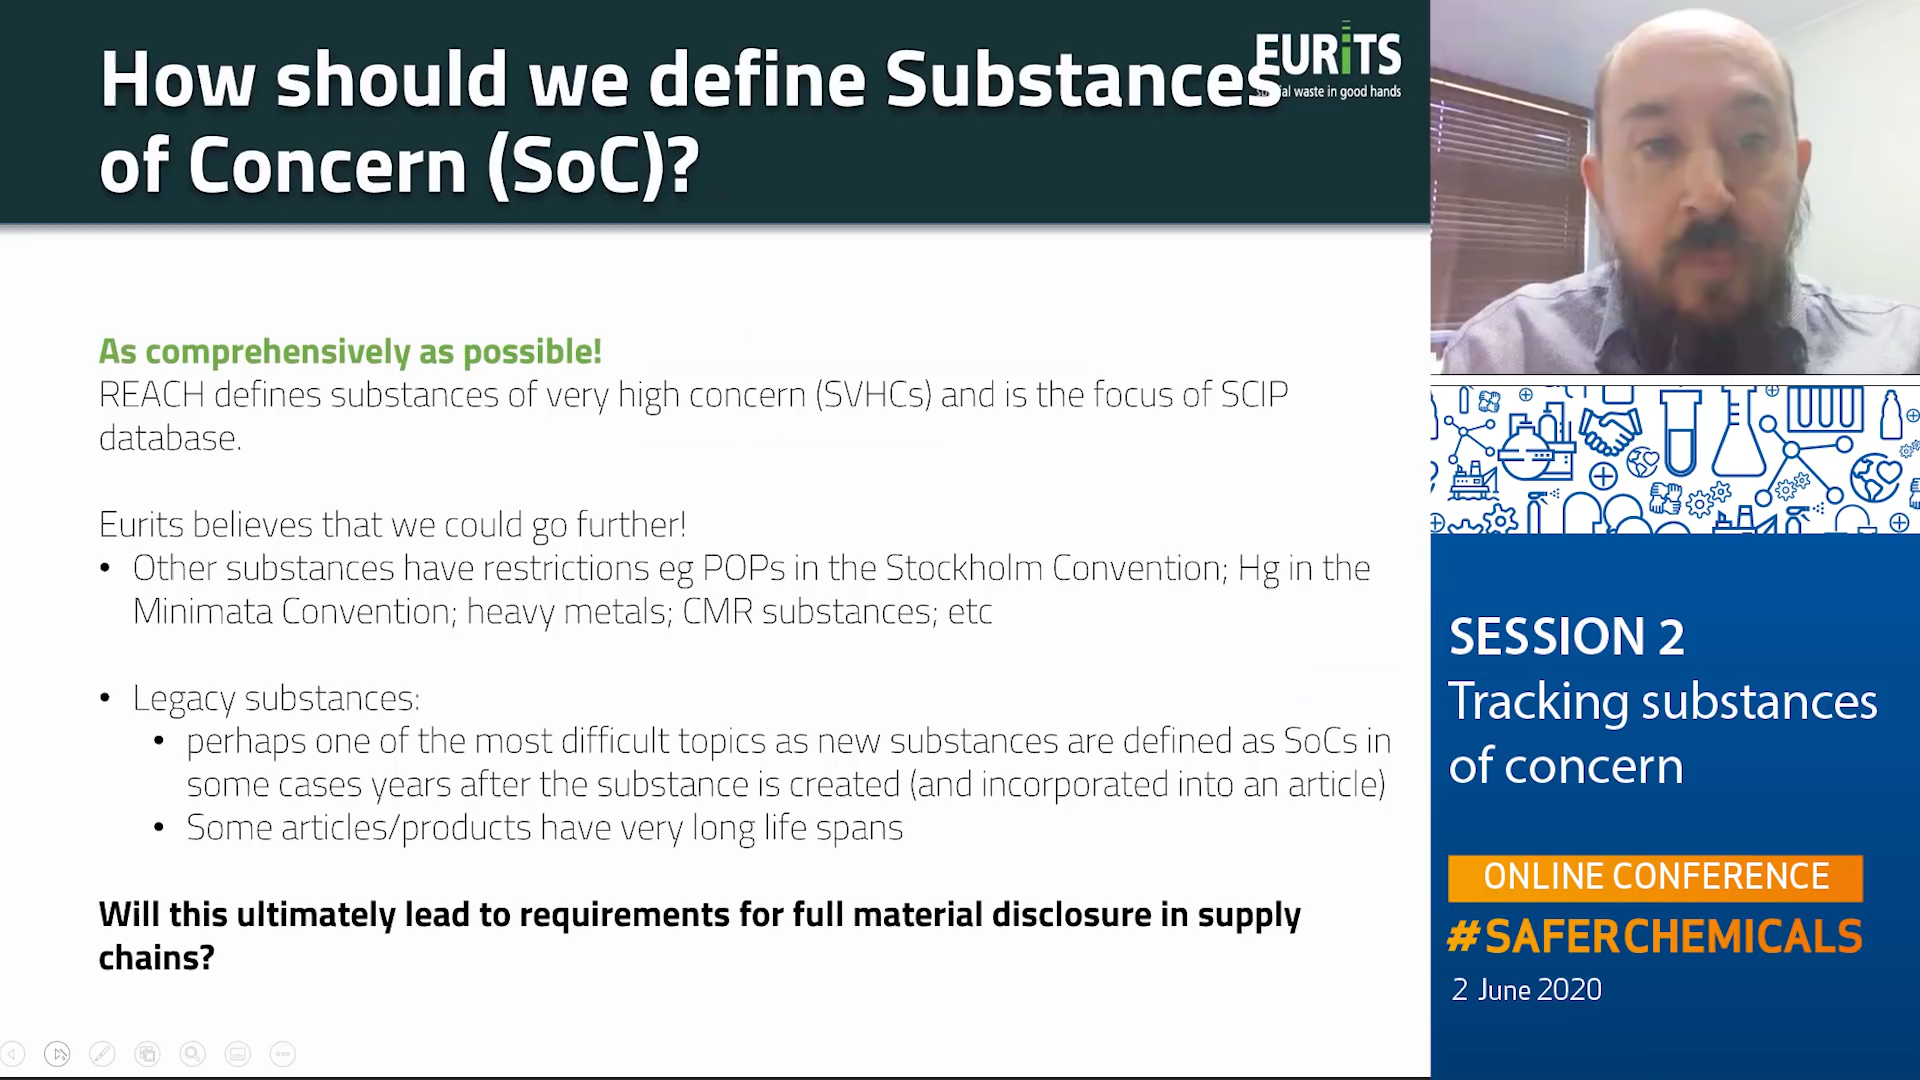 How should we define Substances
of Concern (SoC)?
EURiTS
al waste in good hands
As comprehensively as possible!
REACH defines substances of very high concern (SVHCs) and is the focus of SCIP
database.
Eurits believes that we could go further!
• Other substances have restrictions eg POPs in the Stockholm Convention; Hg in the
Minimata Convention; heavy metals; CMR substances; etc
• Legacy substances:
• perhaps one of the most difficult topics as new substances are defined as SoCs in
some cases years after the substance is created (and incorporated into an article)
• Some articles/products have very long life spans
Will this ultimately lead to requirements for full material disclosure in supply
chains?
SESSION 2
Tracking substances
of concern
ONLINE CONFERENCE
#SAFERCHEMICALS
2 June 2020